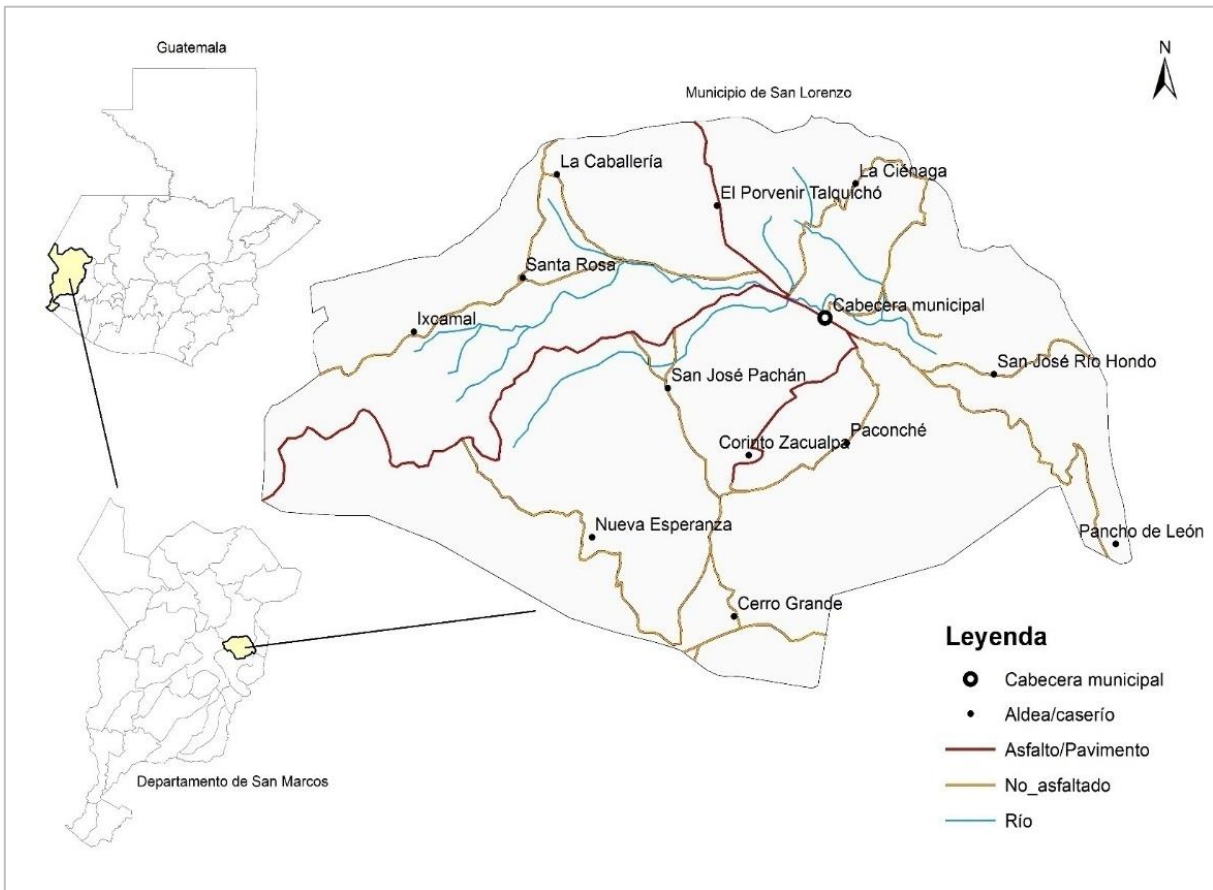 Guatemala
Municipio de San Lorenzo
N
La Caballería
La Ciénaga
El Porvenir Talquichó
Santa Rosa
Cabecera municipal
Ixcamal
San José Río Hondo
San José Pachán
Corinto Zacualpa
Paconché
Nueva Esperanza
Pancho de León
Cerro Grande
Departamento de San Marcos
Leyenda
Cabecera municipal
Aldea/caserío
Asfalto/Pavimento
No_asfaltado
Río